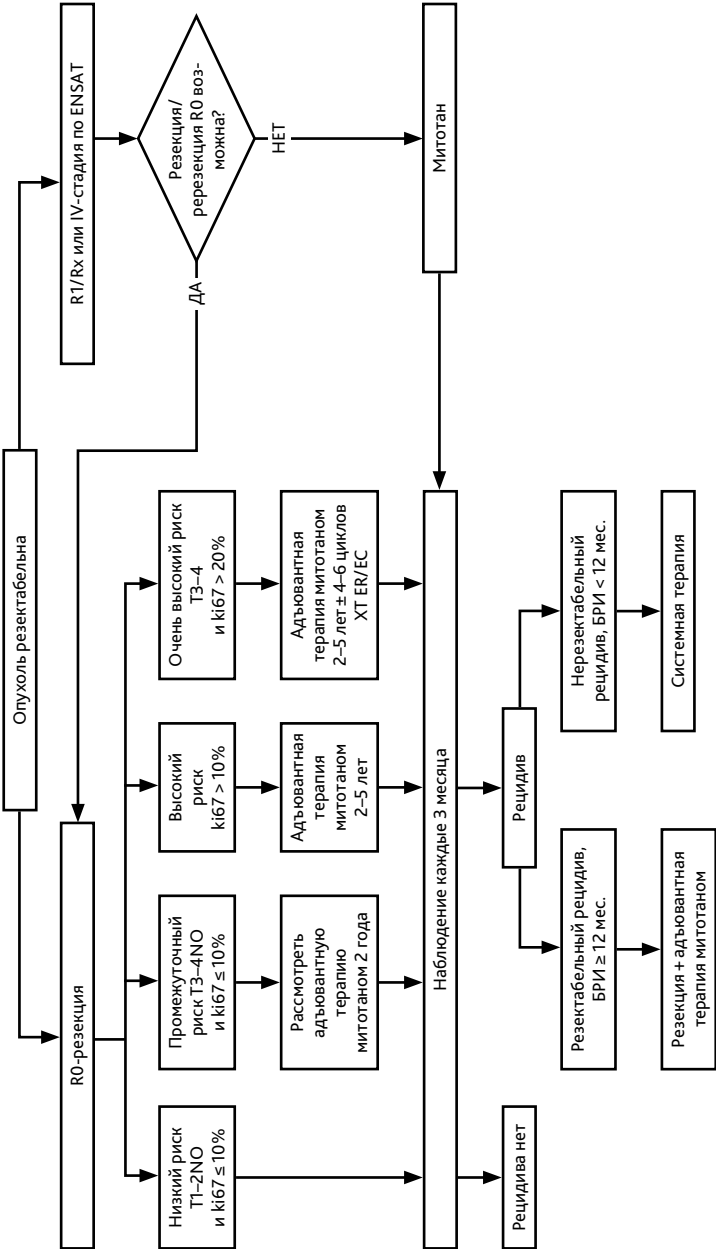 Опухоль резектабельна
R0-резекция
R1/Rx или IV-стадия по ENSAT
Резекция/
ререзекция R0 воз-
можна?
ДА
НЕТ
Низкий риск
T1–2N0
и ki67 ≤ 10%
Промежуточный
риск T3–4N0
и ki67 ≤ 10%
Высокий
риск
ki67 > 10%
Очень высокий риск
T3–4
и ki67 > 20%
Рассмотреть
адъювантную
терапию
митотаном 2 года
Адъювантная
терапия
митотаном
2–5 лет
Адъювантная
терапия митотаном
2–5 лет ± 4–6 циклов
ХТ ER/EC
Митотан
Наблюдение каждые 3 месяца
Рецидива нет
Рецидив
Резектабельный рецидив,
БРИ ≥ 12 мес.
Нерезектабельный
рецидив, БРИ < 12 мес.
Резекция + адъювантная
терапия митотаном
Системная терапия